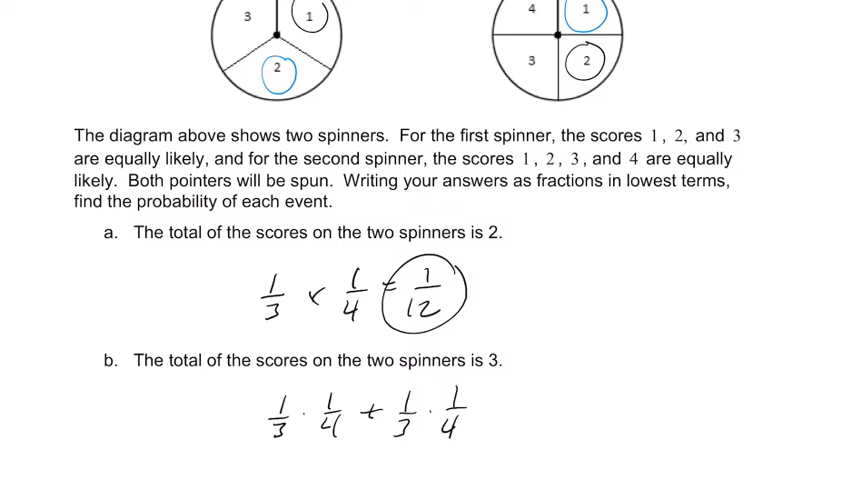 3 1 4 1
2 3 2
The diagram above shows two spinners. For the first spinner, the scores 1, 2, and 3
are equally likely, and for the second spinner, the scores 1, 2, 3, and 4 are equally
likely. Both pointers will be spun. Writing your answers as fractions in lowest terms,
find the probability of each event.
a. The total of the scores on the two spinners is 2.
1/3 × 1/4 = 1/12
b. The total of the scores on the two spinners is 3.
1/3 · 1/4 + 1/3 · 1/4